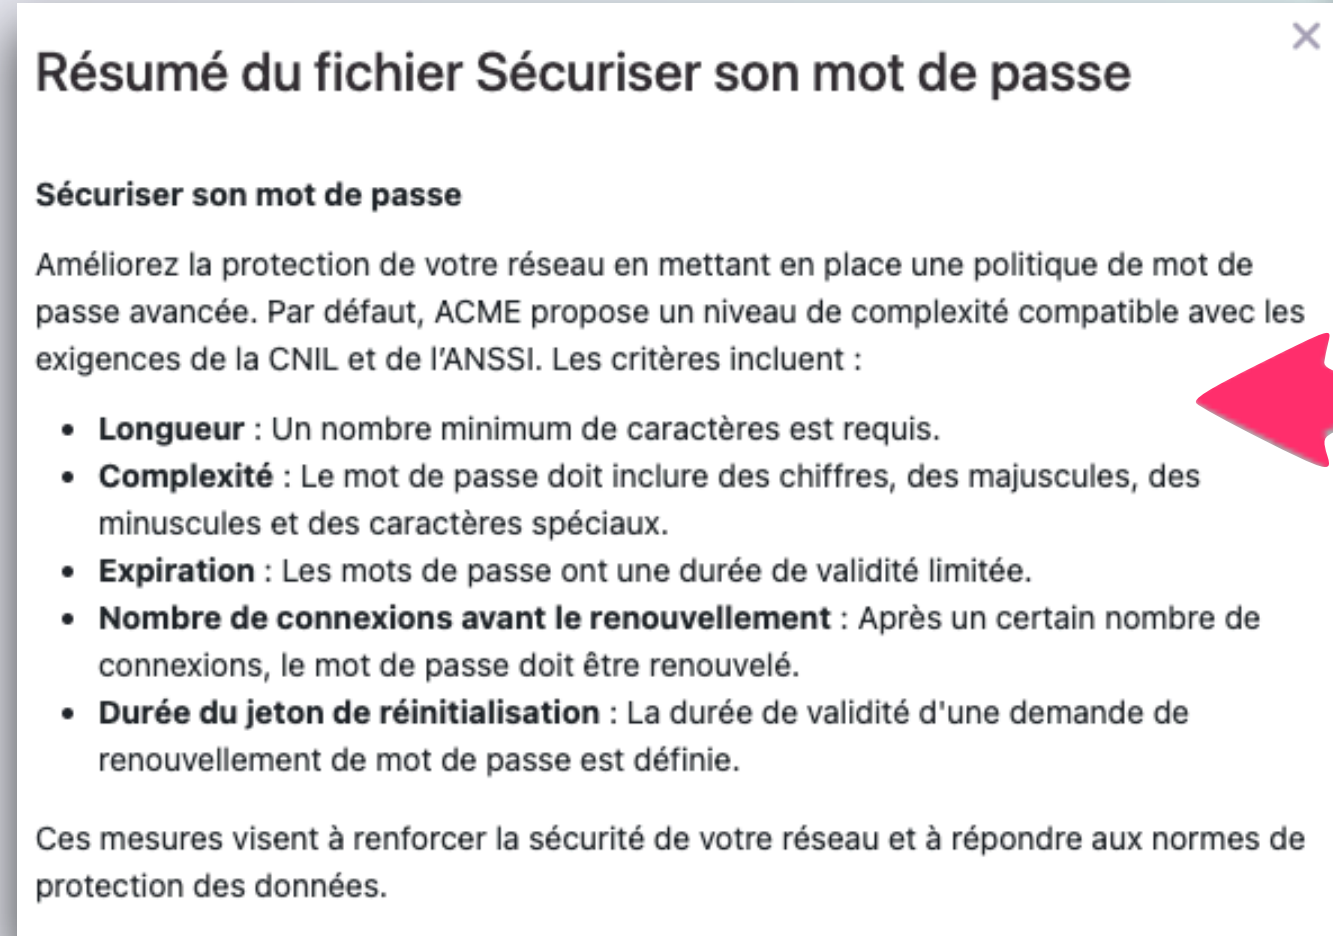 Résumé du fichier Sécuriser son mot de passe
Sécuriser son mot de passe
Améliorez la protection de votre réseau en mettant en place une politique de mot de
passe avancée. Par défaut, ACME propose un niveau de complexité compatible avec les
exigences de la CNIL et de l’ANSSI. Les critères incluent :
• Longueur : Un nombre minimum de caractères est requis.
• Complexité : Le mot de passe doit inclure des chiffres, des majuscules, des
minuscules et des caractères spéciaux.
• Expiration : Les mots de passe ont une durée de validité limitée.
• Nombre de connexions avant le renouvellement : Après un certain nombre de
connexions, le mot de passe doit être renouvelé.
• Durée du jeton de réinitialisation : La durée de validité d'une demande de
renouvellement de mot de passe est définie.
Ces mesures visent à renforcer la sécurité de votre réseau et à répondre aux normes de
protection des données.